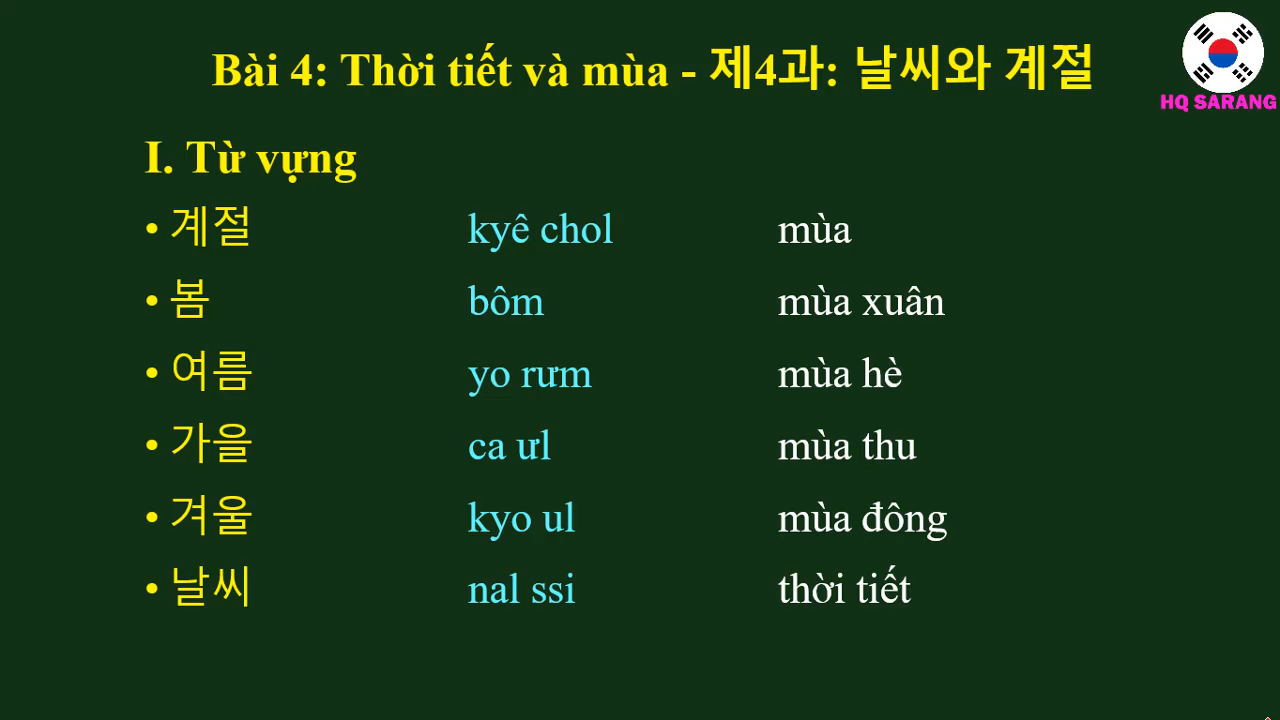 Bài 4: Thời tiết và mùa - 제4과: 날씨와 계절
HQ SARANG
I. Từ vựng
• 계절 kyê chol mùa
• 봄 bôm mùa xuân
• 여름 yo rưm mùa hè
• 가을 ca ưl mùa thu
• 겨울 kyo ul mùa đông
• 날씨 nal ssi thời tiết